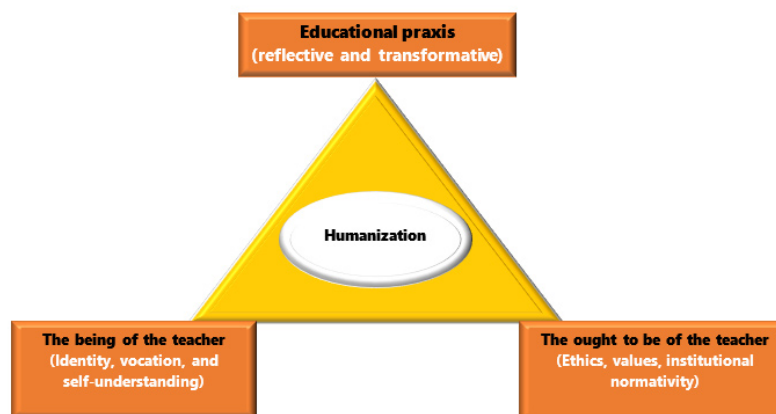 Educational praxis
(reflective and transformative)
Humanization
The being of the teacher
(Identity, vocation, and
self-understanding)
The ought to be of the teacher
(Ethics, values, institutional
normativity)